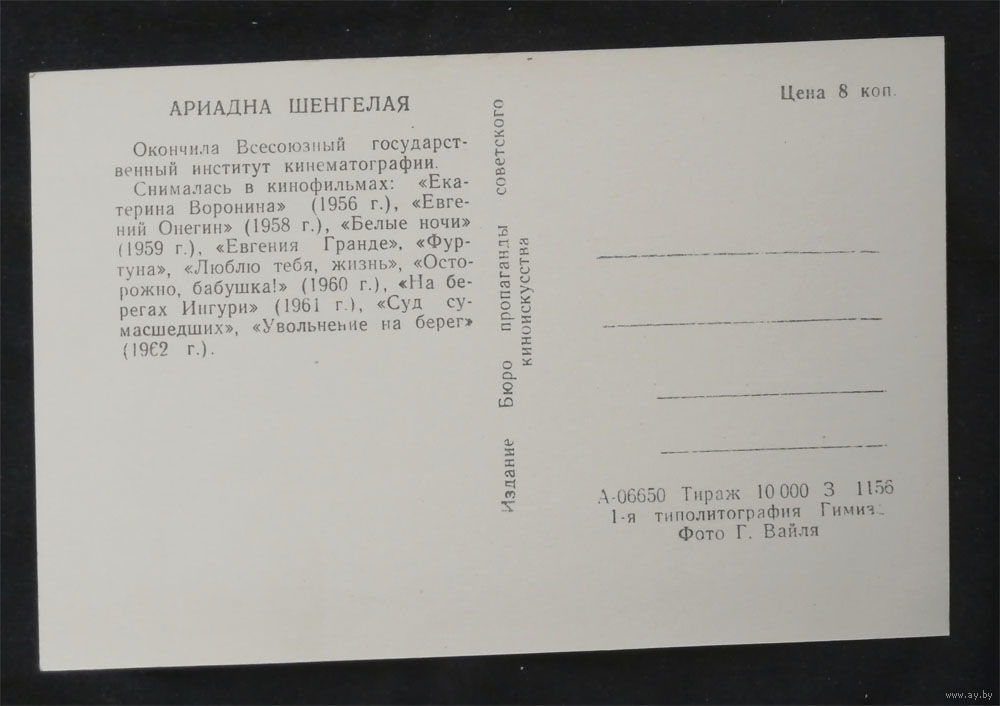 АРИАДНА ШЕНГЕЛАЯ
Окончила Всесоюзный государст-
венный институт кинематографии.
Снималась в кинофильмах: «Ека-
терина Воронина» (1956 г.), «Евге-
ний Онегин» (1958 г.), «Белые ночи»
(1959 г.), «Евгения Гранде», «Фур-
туна», «Люблю тебя, жизнь», «Осто-
рожно, бабушка!» (1960 г.), «На бе-
регах Ингури» (1961 г.), «Суд су-
масшедших», «Увольнение на берег»
(1962 г.).
Издание Бюро пропаганды советского
киноискусства
Цена 8 коп.
А-06650 Тираж 10 000 З 1156
1-я типолитография
Фото Г. Вайля
www.ay.by